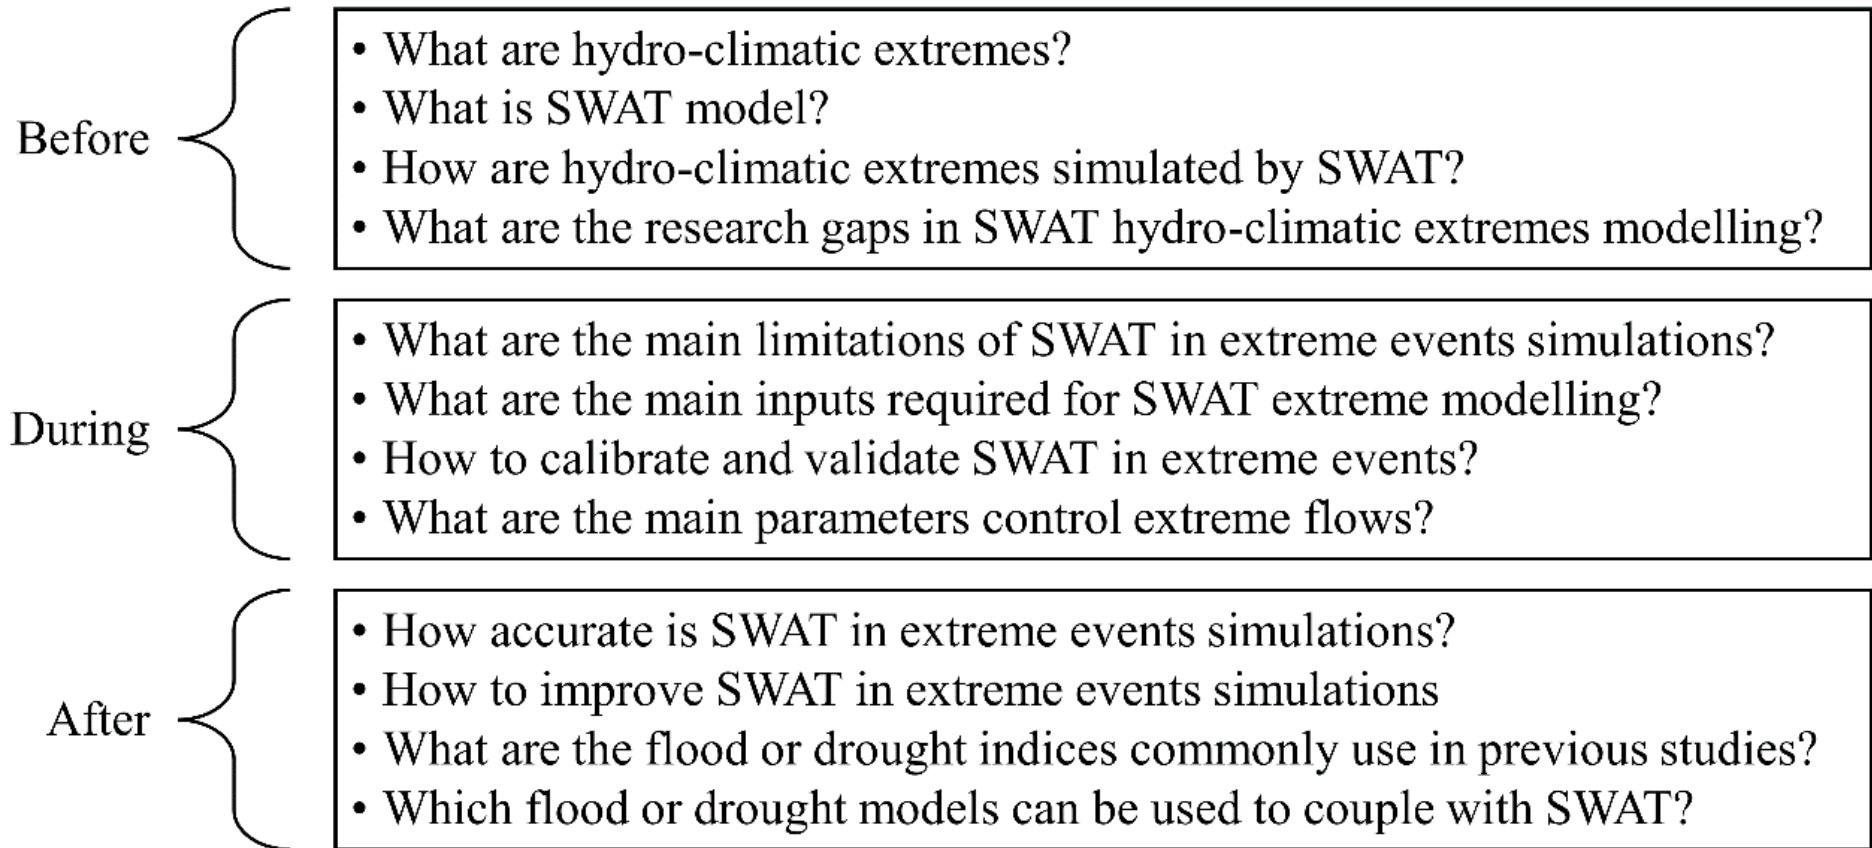 Before
• What are hydro-climatic extremes?
• What is SWAT model?
• How are hydro-climatic extremes simulated by SWAT?
• What are the research gaps in SWAT hydro-climatic extremes modelling?
During
• What are the main limitations of SWAT in extreme events simulations?
• What are the main inputs required for SWAT extreme modelling?
• How to calibrate and validate SWAT in extreme events?
• What are the main parameters control extreme flows?
After
• How accurate is SWAT in extreme events simulations?
• How to improve SWAT in extreme events simulations
• What are the flood or drought indices commonly use in previous studies?
• Which flood or drought models can be used to couple with SWAT?